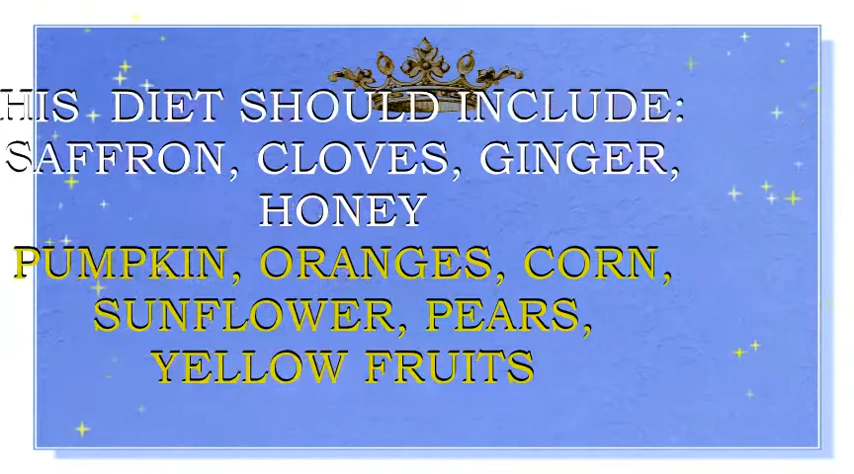 HIS DIET SHOULD INCLUDE:
SAFFRON, CLOVES, GINGER,
HONEY
PUMPKIN, ORANGES, CORN,
SUNFLOWER, PEARS,
YELLOW FRUITS